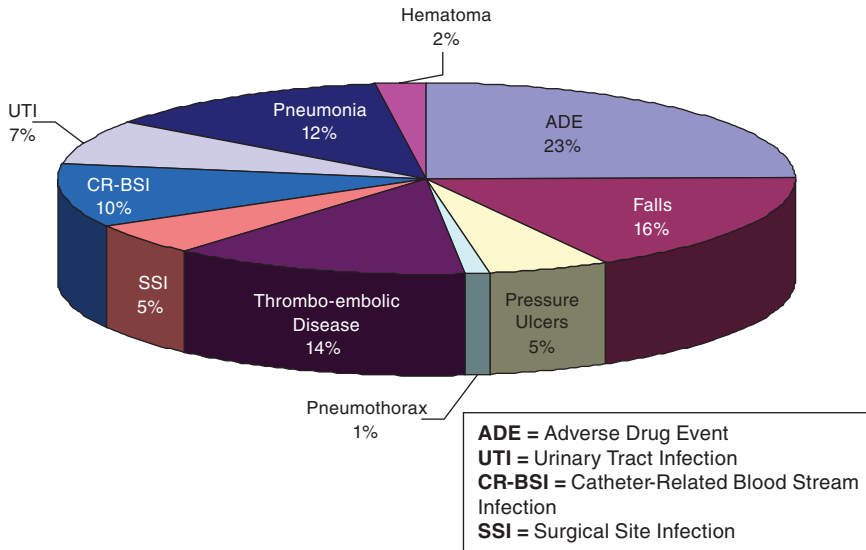 Hematoma
2%
ADE
23%
Falls
16%
Pressure
Ulcers
5%
Pneumothorax
1%
Thrombo-embolic
Disease
14%
SSI
5%
CR-BSI
10%
UTI
7%
Pneumonia
12%
ADE = Adverse Drug Event
UTI = Urinary Tract Infection
CR-BSI = Catheter-Related Blood Stream
Infection
SSI = Surgical Site Infection